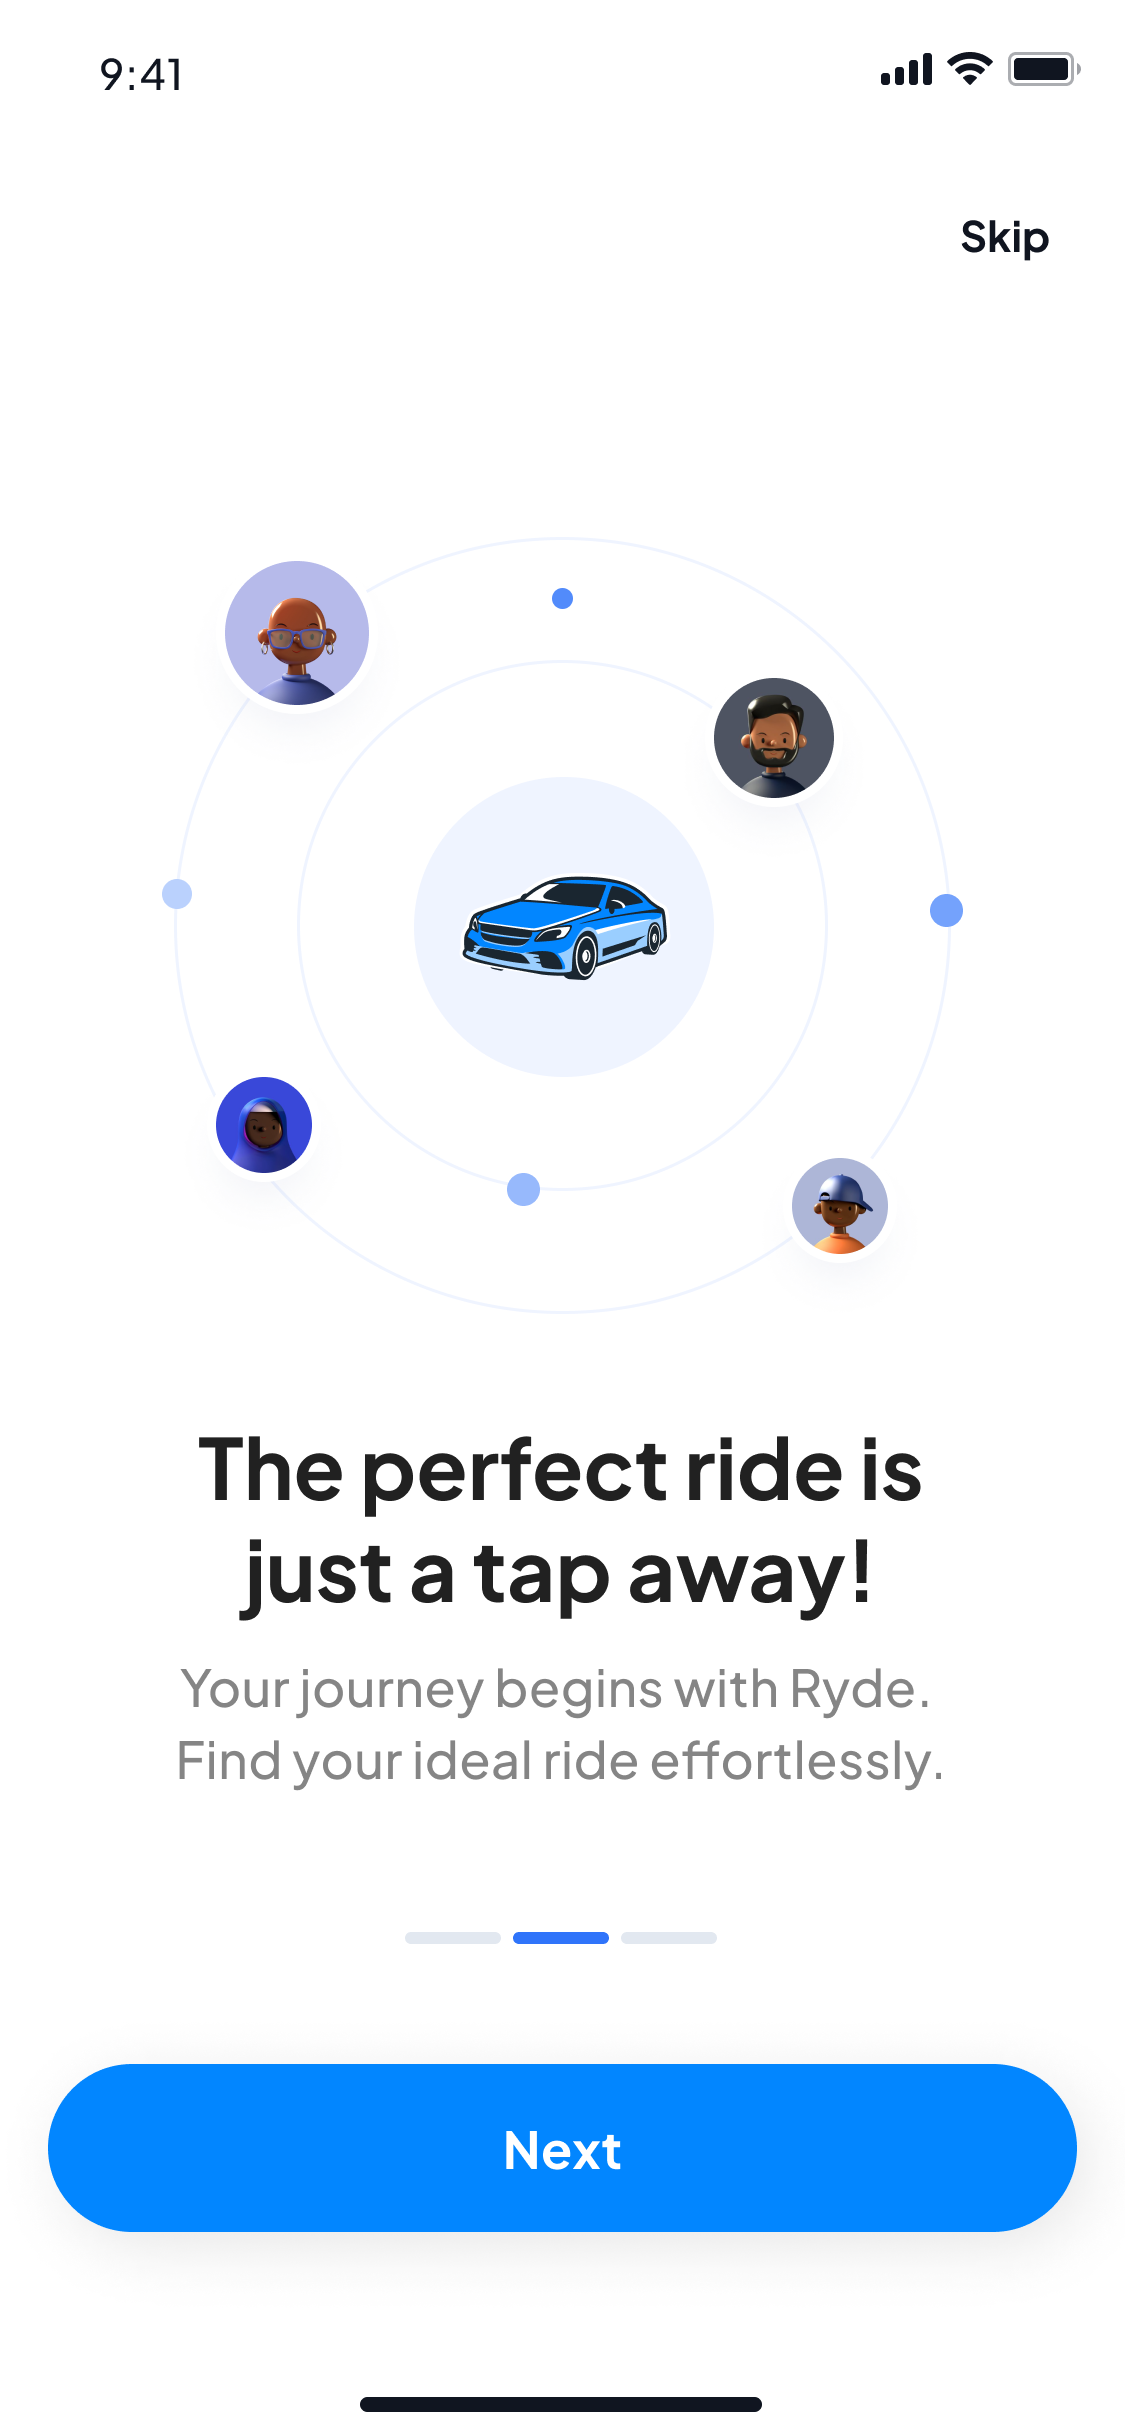 9:41
Skip
The perfect ride is
just a tap away!
Your journey begins with Ryde.
Find your ideal ride effortlessly.
Next